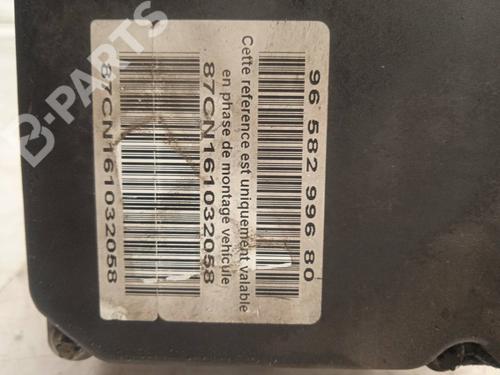 96 582 996 80
Cette reference est uniquement valable
en phase de montage vehicule
87CN161032058
87CN161032058
B-PARTS